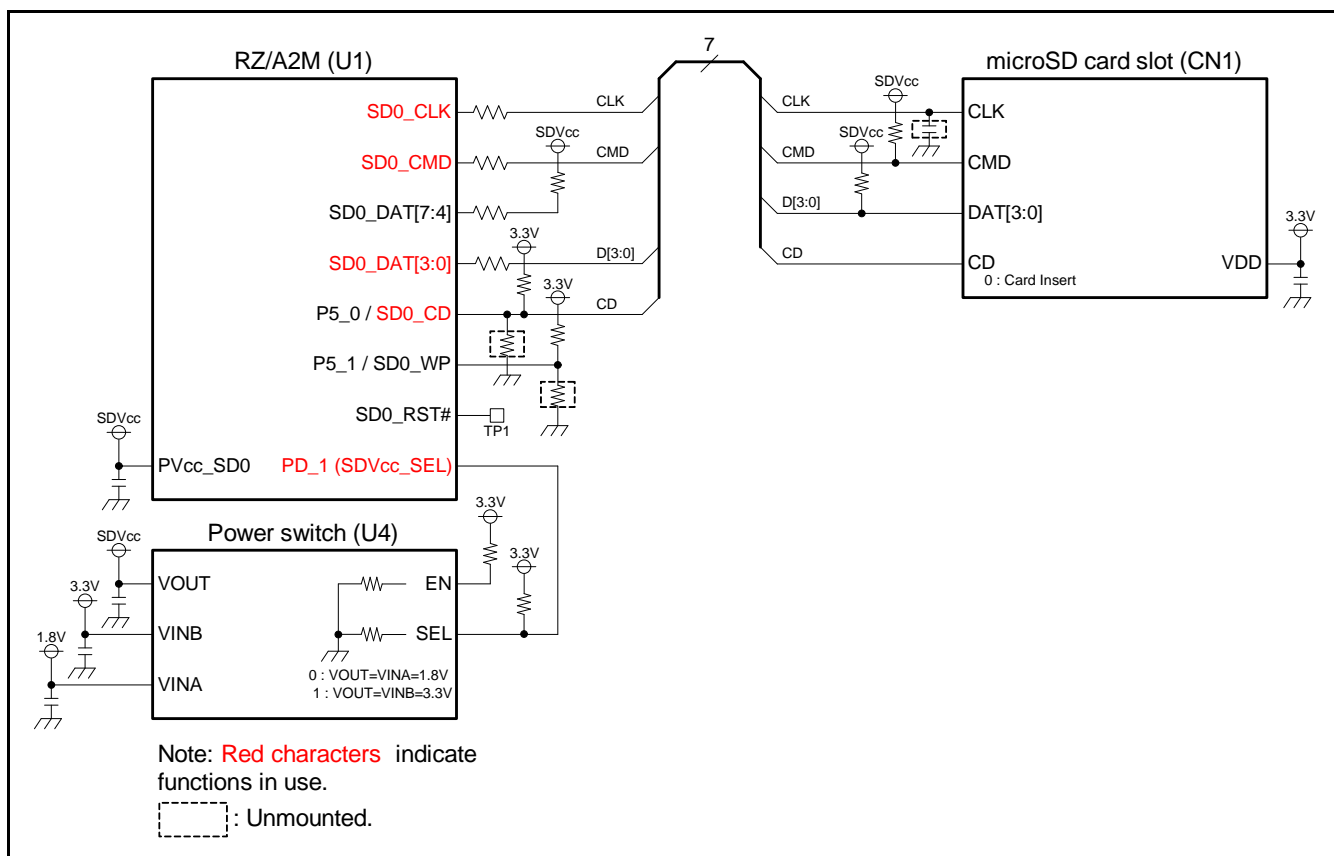 7
RZ/A2M (U1)
microSD card slot (CN1)
SD0_CLK
CLK
CLK
SDVcc
CLK
SDVcc
SD0_CMD
CMD
CMD
SDVcc
CMD
SD0_DAT[7:4]
D[3:0]
DAT[3:0]
3.3V
3.3V
SD0_DAT[3:0]
D[3:0]
CD
CD
VDD
0 : Card Insert
3.3V
P5_0 / SD0_CD
CD
P5_1 / SD0_WP
SD0_RST#
TP1
SDVcc
PVcc_SD0
PD_1 (SDVcc_SEL)
3.3V
Power switch (U4)
SDVcc
3.3V
VOUT
EN
3.3V
VINB
SEL
1.8V
0 : VOUT=VINA=1.8V
VINA
1 : VOUT=VINB=3.3V
Note: Red characters indicate
functions in use.
: Unmounted.